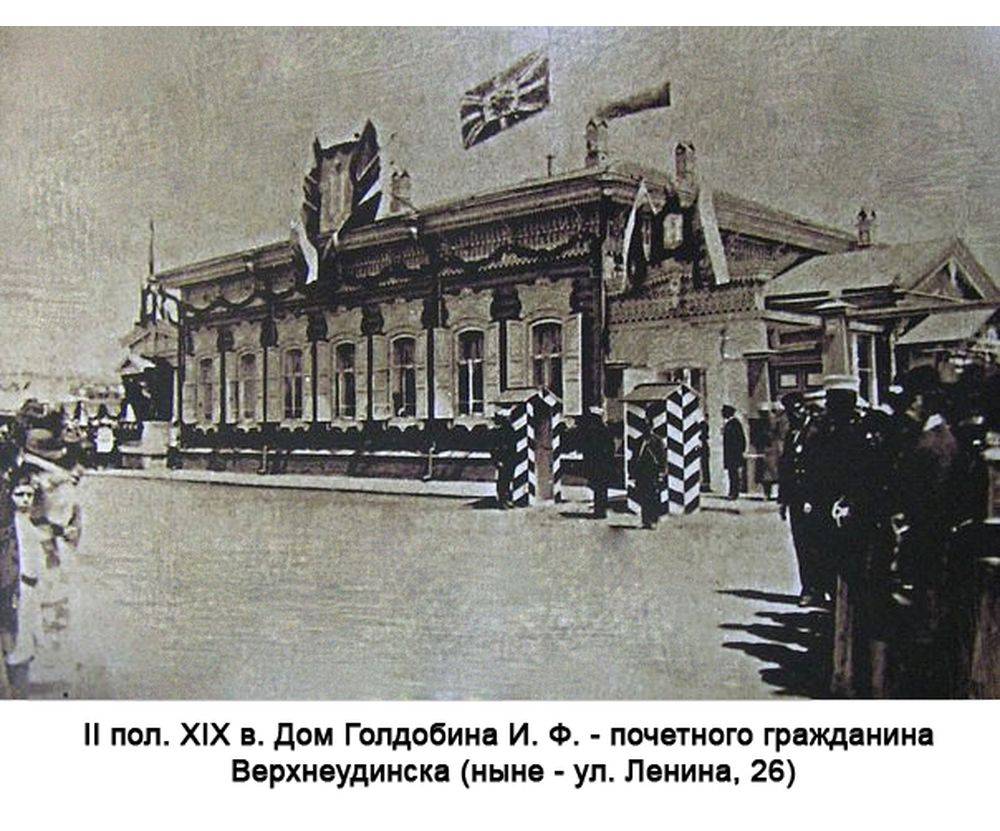 II пол. XIX в. Дом Голдобина И. Ф. - почетного гражданина
Верхнеудинска (ныне - ул. Ленина, 26)